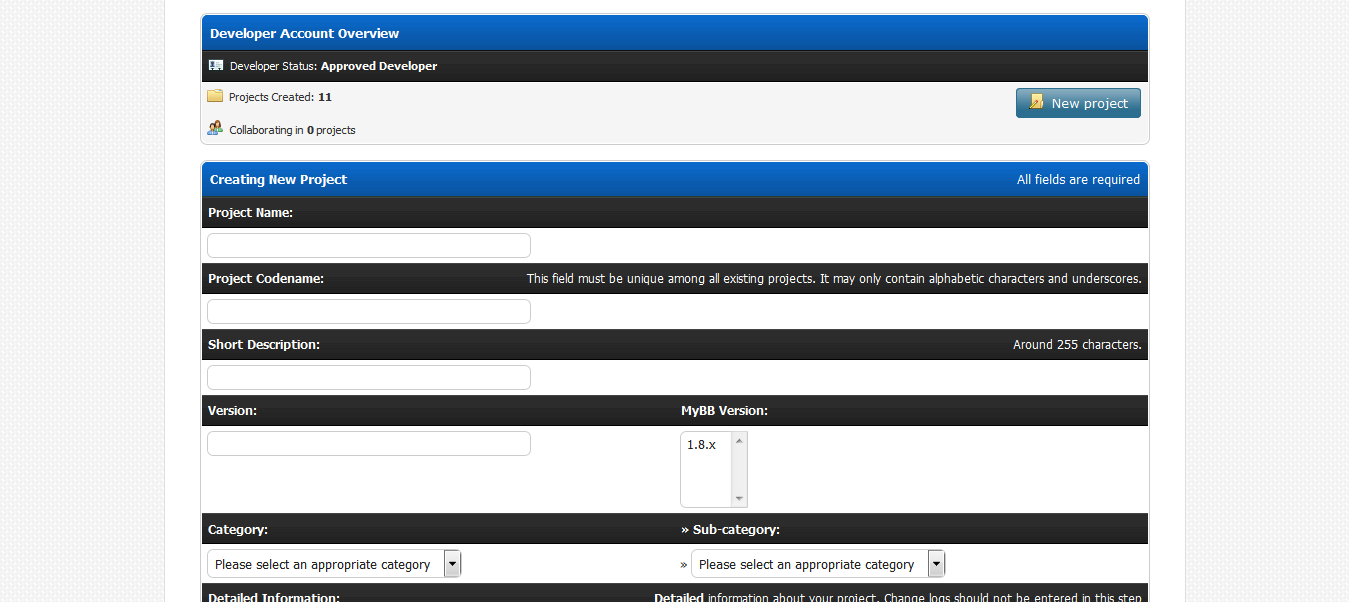 Developer Account Overview
Developer Status: Approved Developer
Projects Created: 11
New project
Collaborating in 0 projects
Creating New Project All fields are required
Project Name:
Project Codename: This field must be unique among all existing projects. It may only contain alphabetic characters and underscores.
Short Description: Around 255 characters.
Version: MyBB Version:
1.8.x
Category: » Sub-category:
Please select an appropriate category » Please select an appropriate category
Detailed Information: Detailed information about your project. Change logs should not be entered in this step